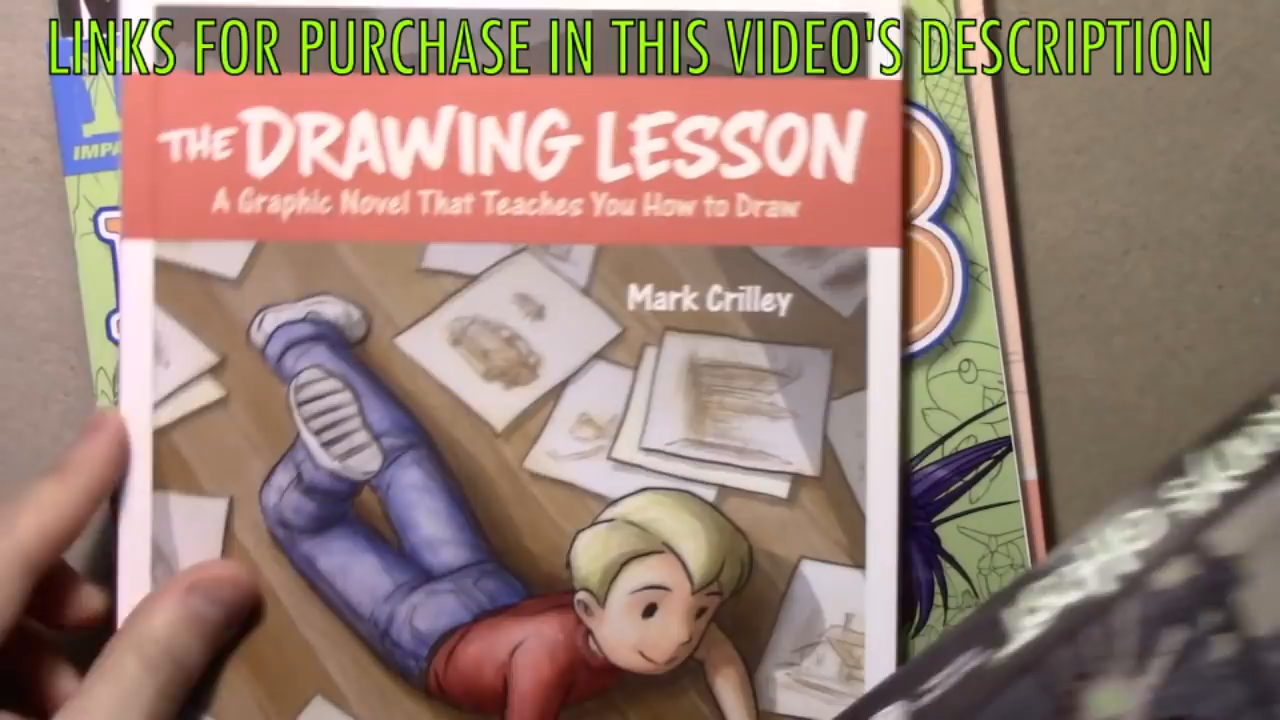 LINKS FOR PURCHASE IN THIS VIDEO'S DESCRIPTION
THE DRAWING LESSON
A Graphic Novel That Teaches You How to Draw
Mark Crilley